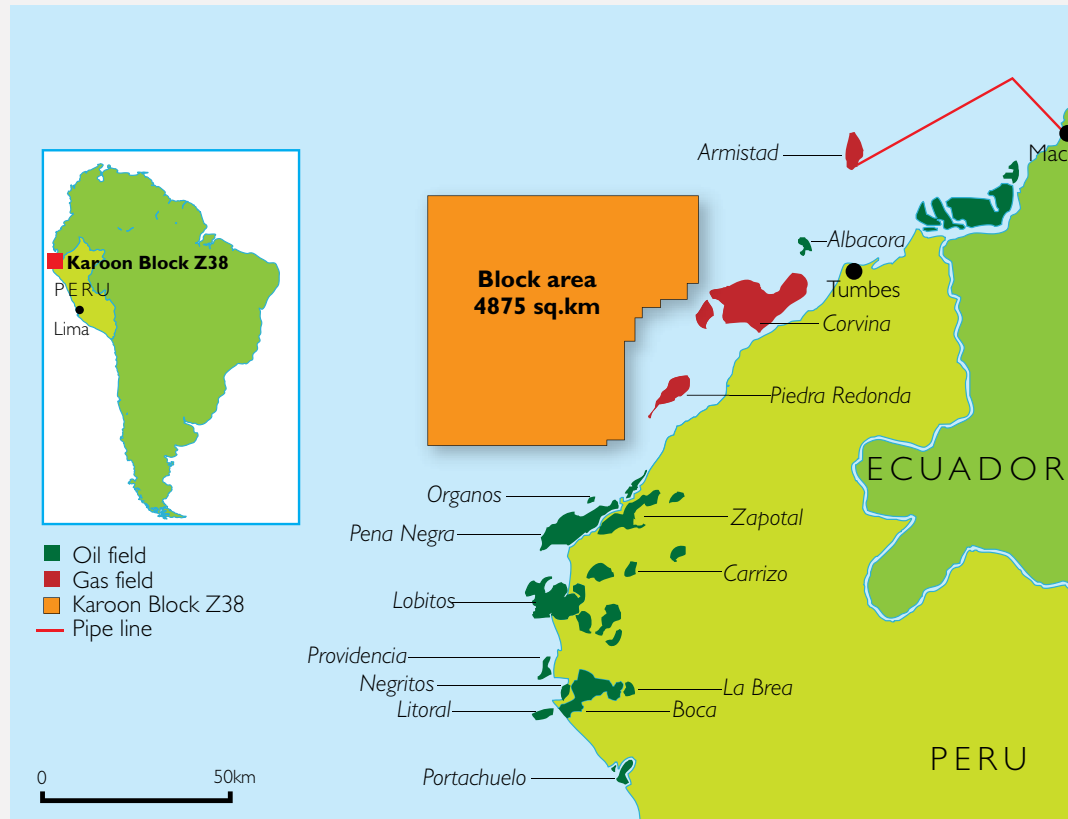 Armistad
Mac
Karoon Block Z38
PERU
Lima
Block area
4875 sq.km
Albacora
Tumbes
Corvina
Piedra Redonda
ECUADOR
Organos
Pena Negra
Zapotal
Carrizo
Lobitos
Oil field
Gas field
Karoon Block Z38
Pipe line
Providencia
Negritos
La Brea
Litoral
Boca
PERU
Portachuelo
0 50km